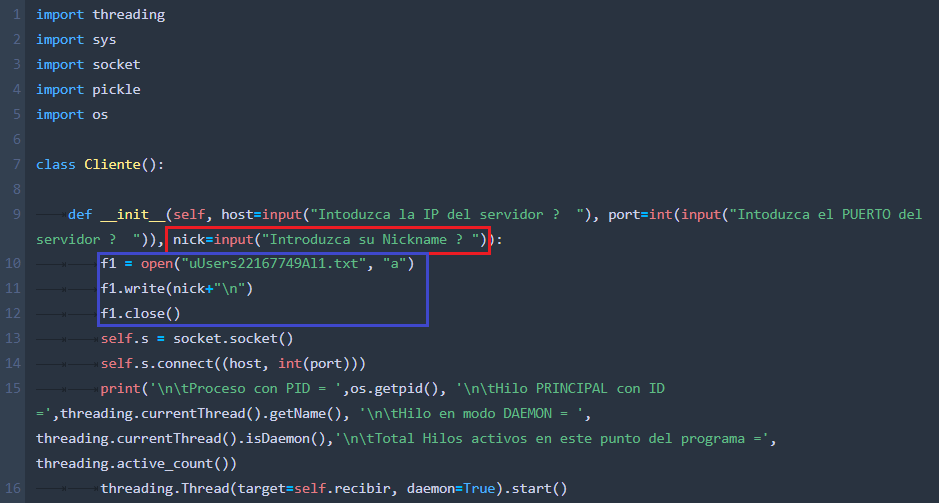 1 import threading
2 import sys
3 import socket
4 import pickle
5 import os
6
7 class Cliente():
8
9 def __init__(self, host=input("Intoduzca la IP del servidor ?  "), port=int(input("Intoduzca el PUERTO del
servidor ?  ")), nick=input("Introduzca su Nickname ? ")):
10 f1 = open("uUsers22167749Al1.txt", "a")
11 f1.write(nick+"\n")
12 f1.close()
13 self.s = socket.socket()
14 self.s.connect((host, int(port)))
15 print('\n\tProceso con PID = ',os.getpid(), '\n\tHilo PRINCIPAL con ID
=',threading.currentThread().getName(), '\n\tHilo en modo DAEMON = ',
threading.currentThread().isDaemon(),'\n\tTotal Hilos activos en este punto del programa =',
threading.active_count())
16 threading.Thread(target=self.recibir, daemon=True).start()